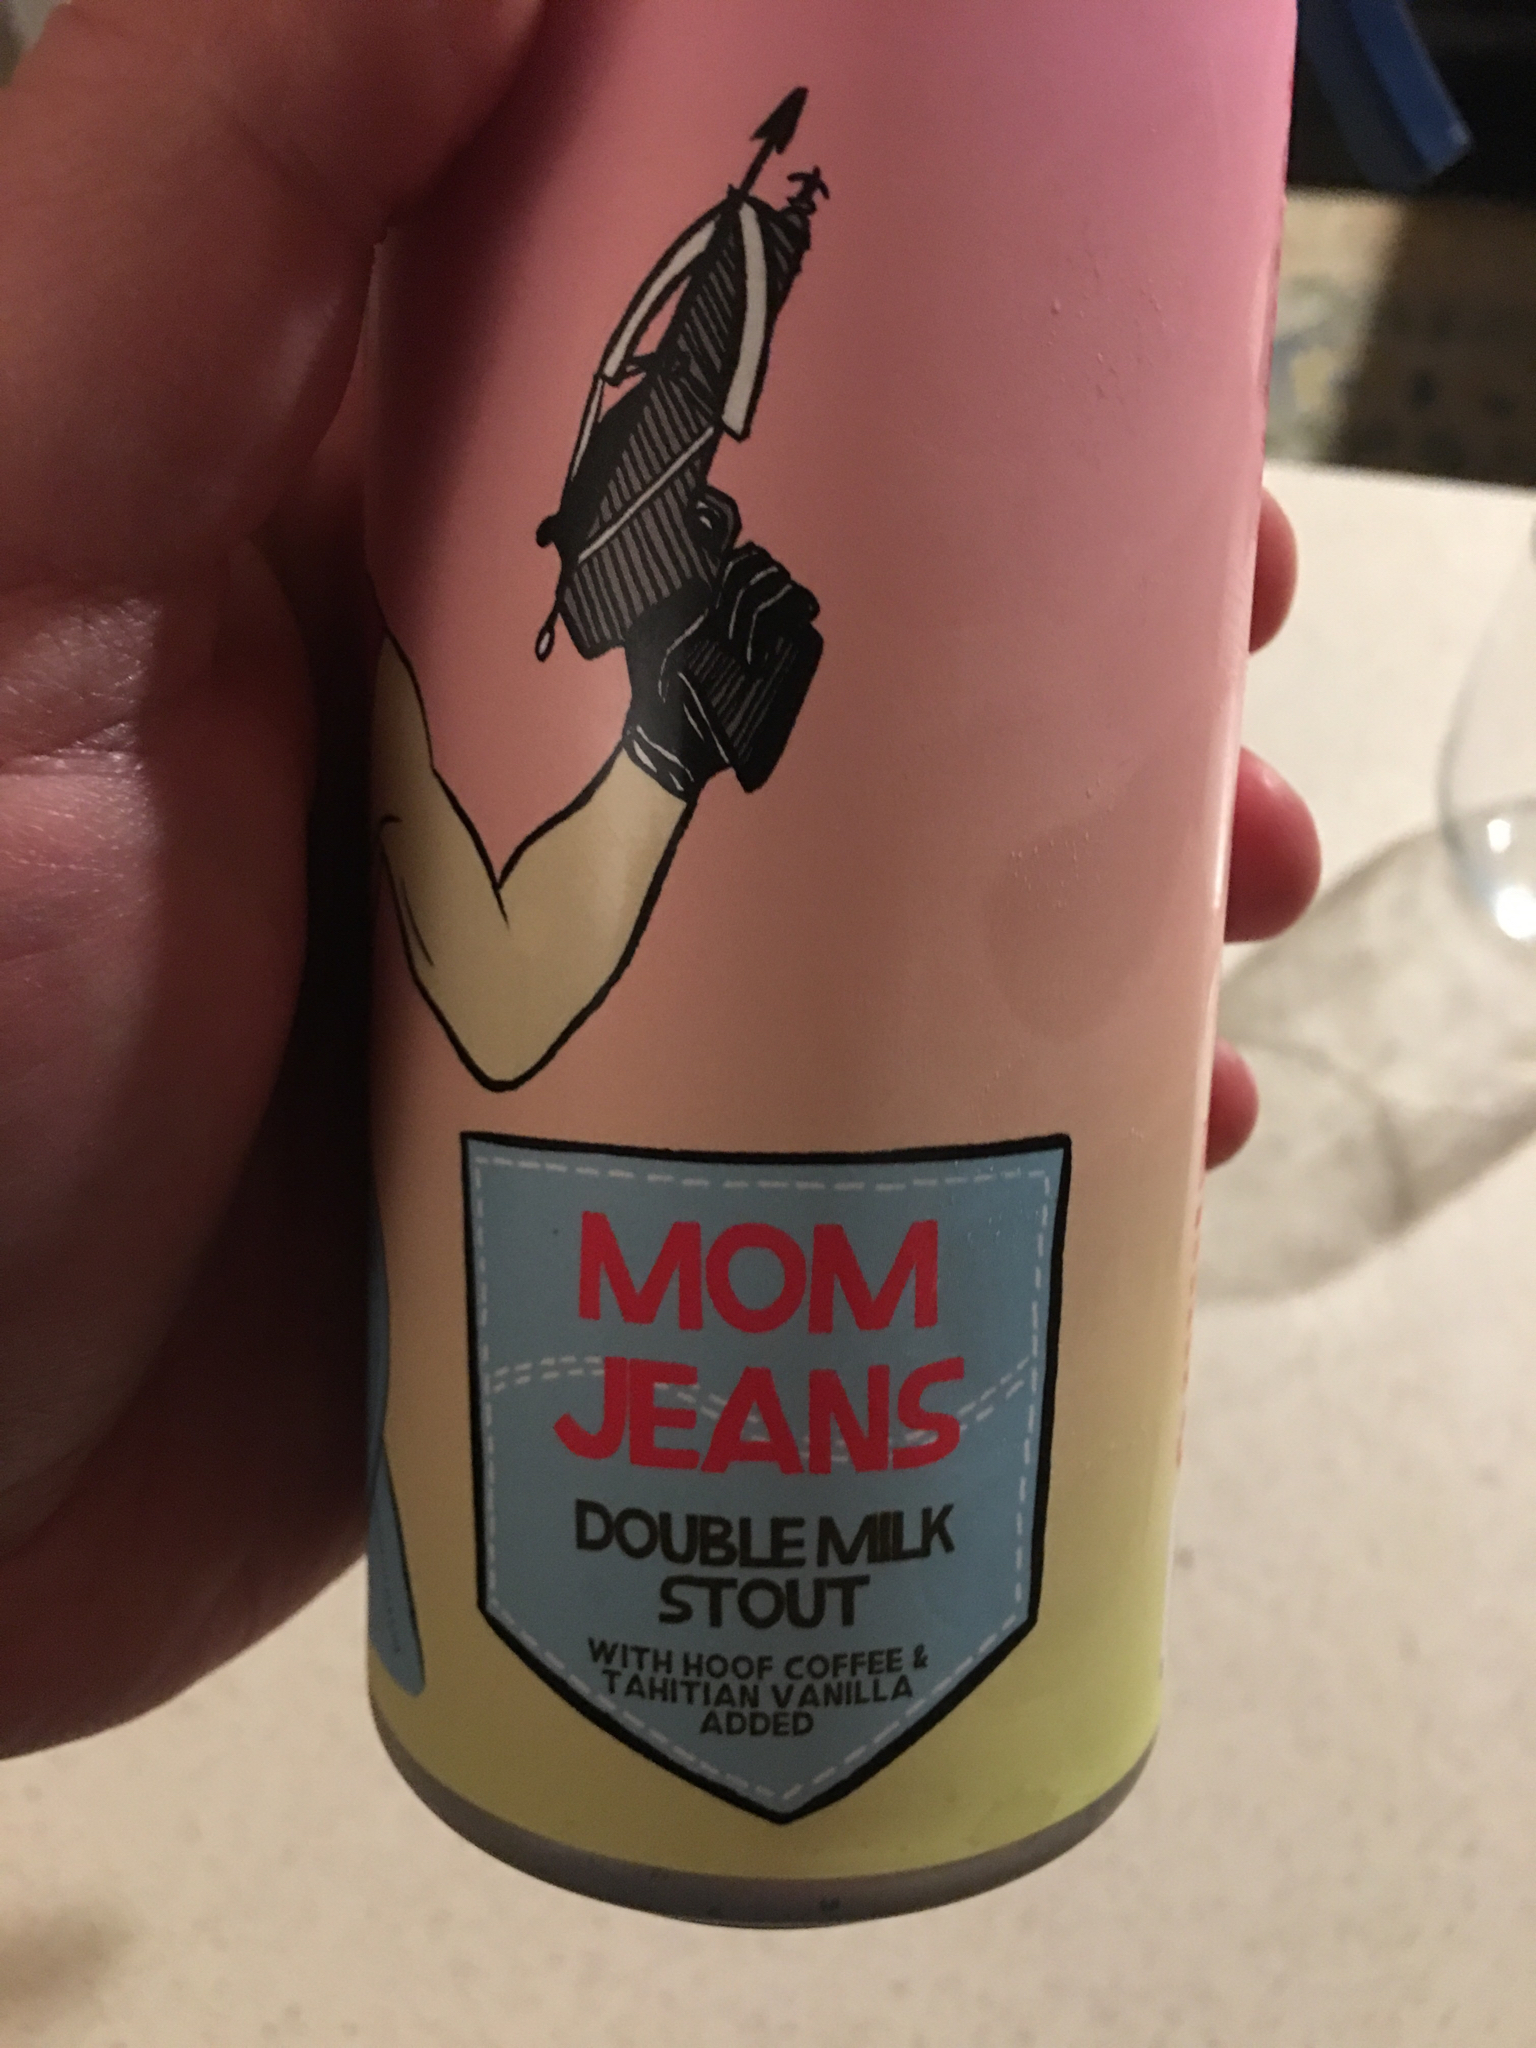 MOM
JEANS
DOUBLE MILK
STOUT
WITH HOOF COFFEE &
TAHITIAN VANILLA
ADDED